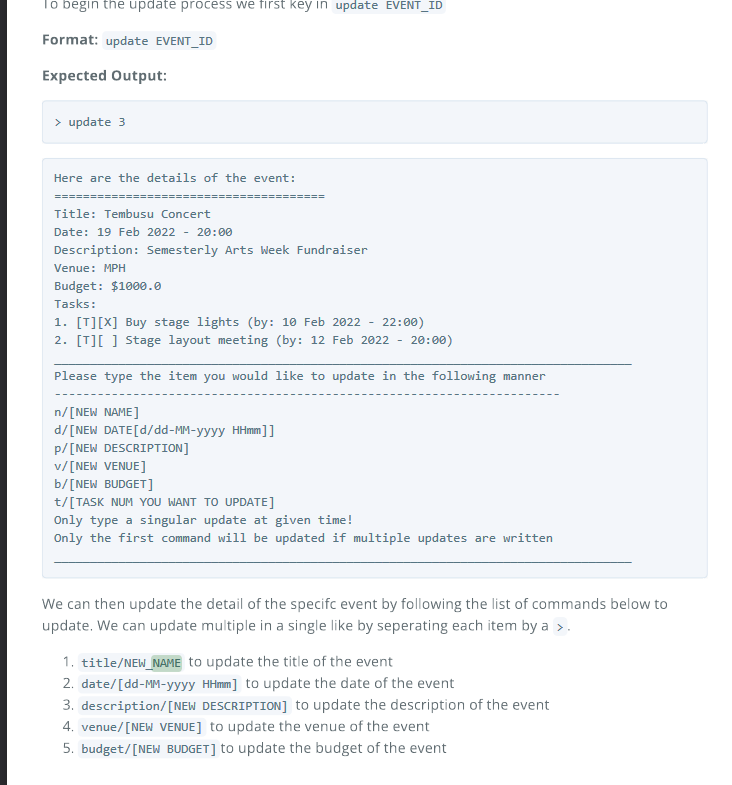 To begin the update process we first key in update EVENT_ID
Format: update EVENT_ID
Expected Output:
> update 3
Here are the details of the event:
======================================
Title: Tembusu Concert
Date: 19 Feb 2022 - 20:00
Description: Semesterly Arts Week Fundraiser
Venue: MPH
Budget: $1000.0
Tasks:
1. [T][X] Buy stage lights (by: 10 Feb 2022 - 22:00)
2. [T][ ] Stage layout meeting (by: 12 Feb 2022 - 20:00)
_________________________________________________________________________________
Please type the item you would like to update in the following manner
-----------------------------------------------------------------------
n/[NEW NAME]
d/[NEW DATE[d/dd-MM-yyyy HHmm]]
p/[NEW DESCRIPTION]
v/[NEW VENUE]
b/[NEW BUDGET]
t/[TASK NUM YOU WANT TO UPDATE]
Only type a singular update at given time!
Only the first command will be updated if multiple updates are written
_________________________________________________________________________________
We can then update the detail of the specifc event by following the list of commands below to
update. We can update multiple in a single like by seperating each item by a > .
1. title/NEW_NAME to update the title of the event
2. date/[dd-MM-yyyy HHmm] to update the date of the event
3. description/[NEW DESCRIPTION] to update the description of the event
4. venue/[NEW VENUE] to update the venue of the event
5. budget/[NEW BUDGET] to update the budget of the event